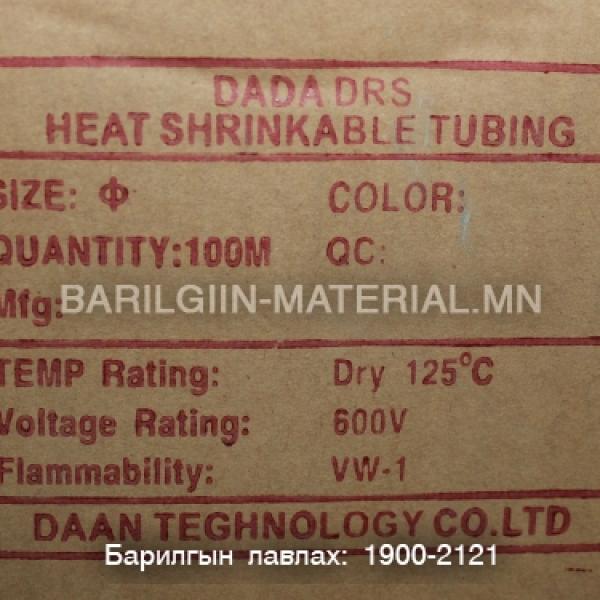 DADA DRS
HEAT SHRINKABLE TUBING
SIZE: Φ COLOR:
QUANTITY:100M QC:
Mfg:
BARILGIIN-MATERIAL.MN
TEMP Rating: Dry 125°C
Voltage Rating: 600V
Flammability: VW-1
DAAN TEGHNOLOGY CO.LTD
Барилгын лавлах: 1900-2121